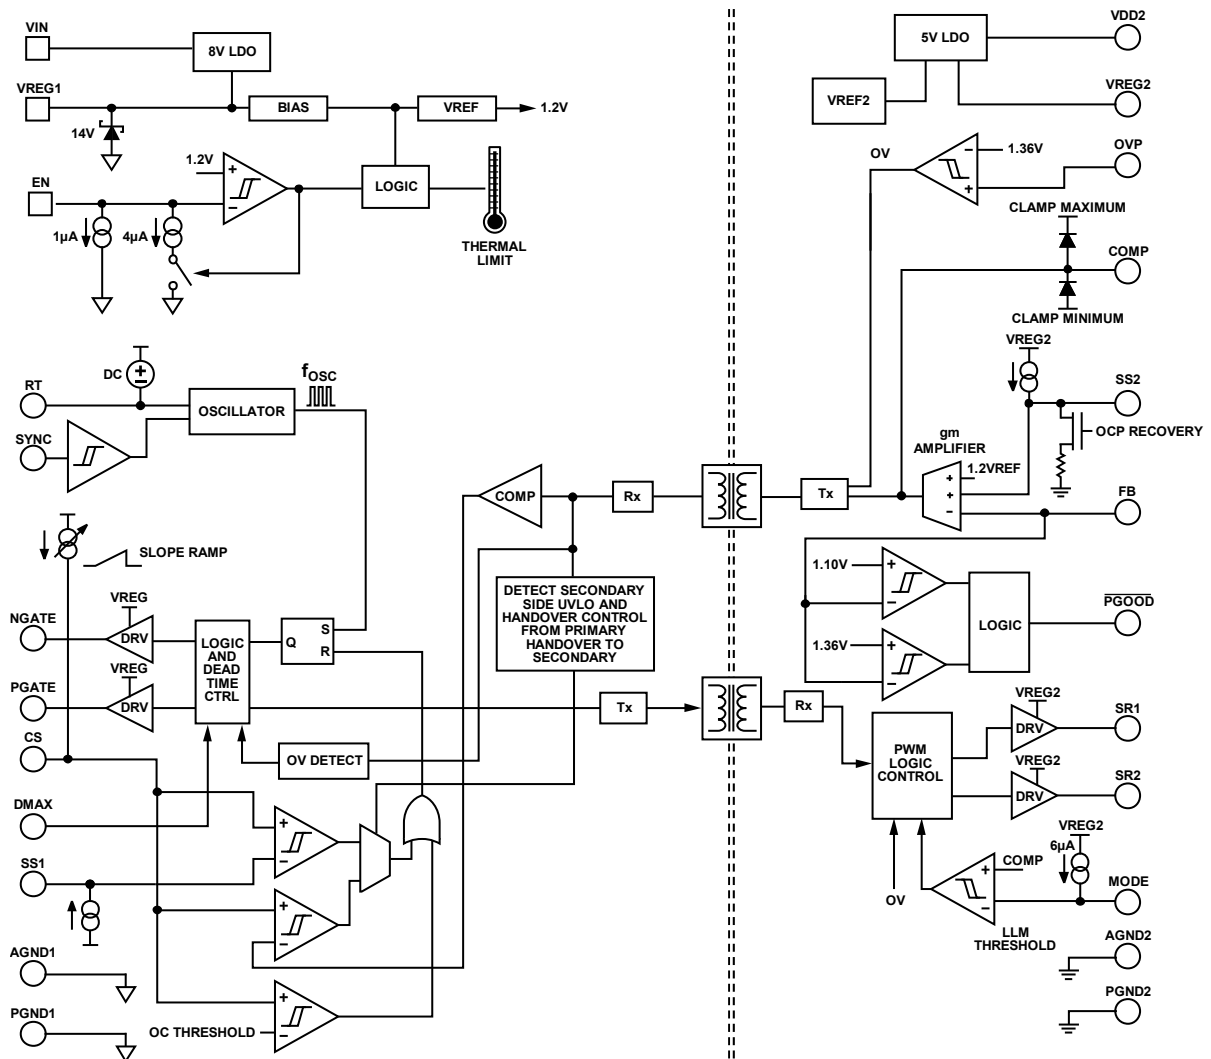 VIN
8V LDO
VREG1
BIAS
VREF
1.2V
14V
1.2V
+
−
EN
LOGIC
1µA
4µA
THERMAL
LIMIT
DC
+
−
fOSC
RT
OSCILLATOR
SYNC
COMP
Rx
SLOPE RAMP
VREG
NGATE
DRV
LOGIC
AND
DEAD
TIME
CTRL
Q
S
R
DETECT SECONDARY
SIDE UVLO AND
HANDOVER CONTROL
FROM PRIMARY
HANDOVER TO
SECONDARY
VREG
PGATE
DRV
Tx
CS
OV DETECT
DMAX
+
−
SS1
+
−
AGND1
+
−
OC THRESHOLD
PGND1
VDD2
5V LDO
VREG2
VREF2
OV
−
1.36V
+
OVP
CLAMP MAXIMUM
COMP
CLAMP MINIMUM
VREG2
SS2
OCP RECOVERY
gm
AMPLIFIER
+
1.2VREF
+
−
Tx
FB
1.10V
+
−
PGOOD
LOGIC
1.36V
+
−
Rx
VREG2
SR1
DRV
PWM
LOGIC
CONTROL
VREG2
SR2
DRV
VREG2
6µA
COMP
+
−
MODE
OV
LLM
THRESHOLD
AGND2
PGND2